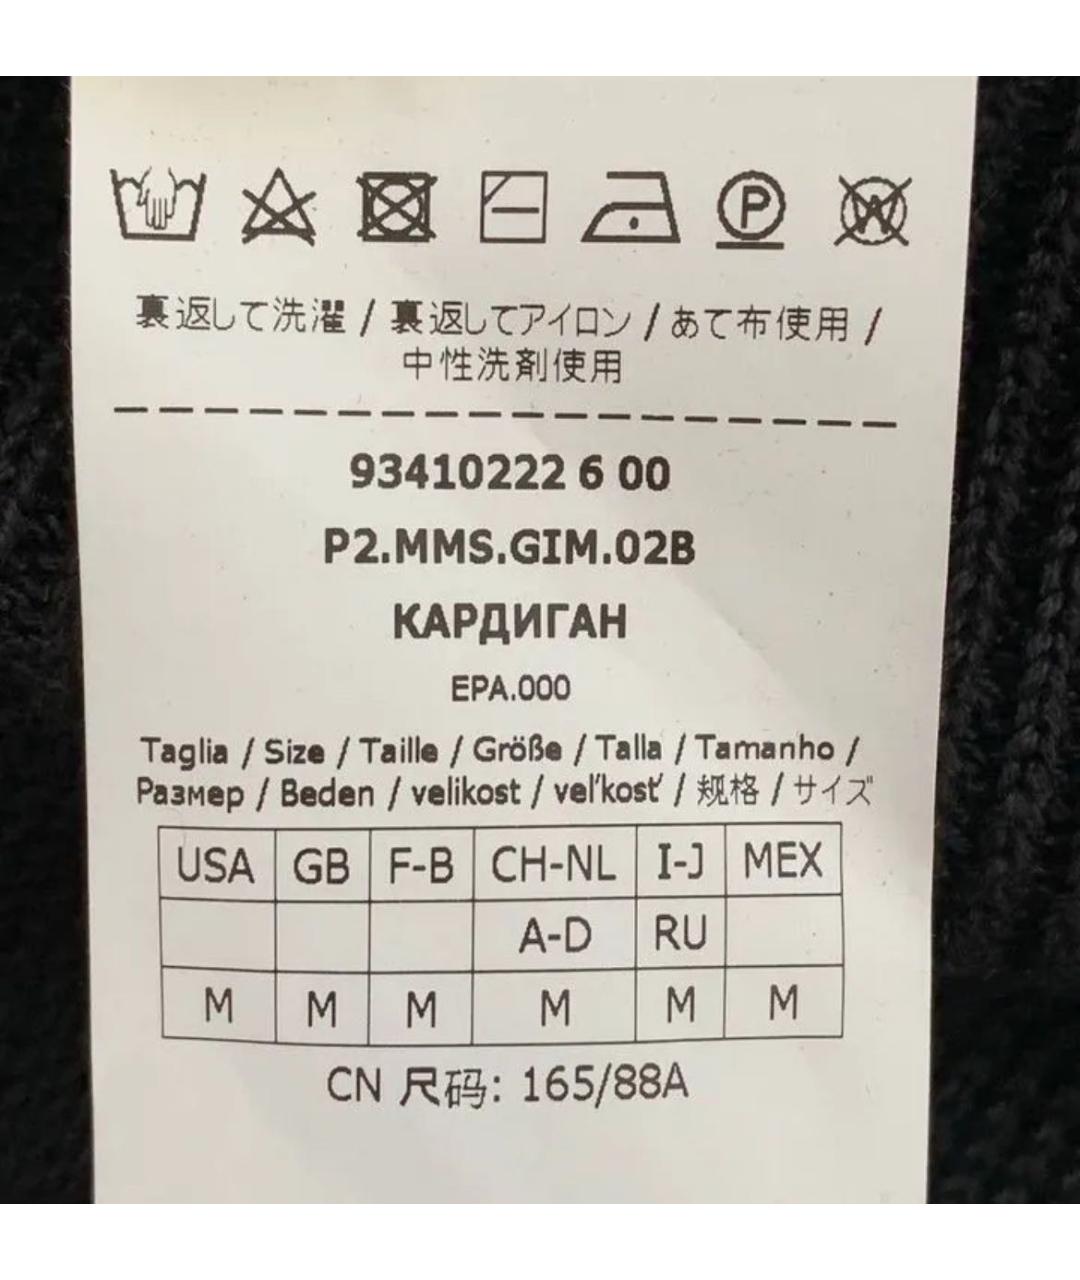 裏返して洗濯 / 裏返してアイロン / あて布使用 /
中性洗剤使用
93410222 6 00
P2.MMS.GIM.02B
КАРДИГАН
EPA.000
Taglia / Size / Taille / Größe / Talla / Tamanho /
Размер / Beden / velikost / veľkosť / 规格 / サイズ
USA GB F-B CH-NL I-J MEX
A-D RU
M M M M M M
CN 尺码: 165/88A